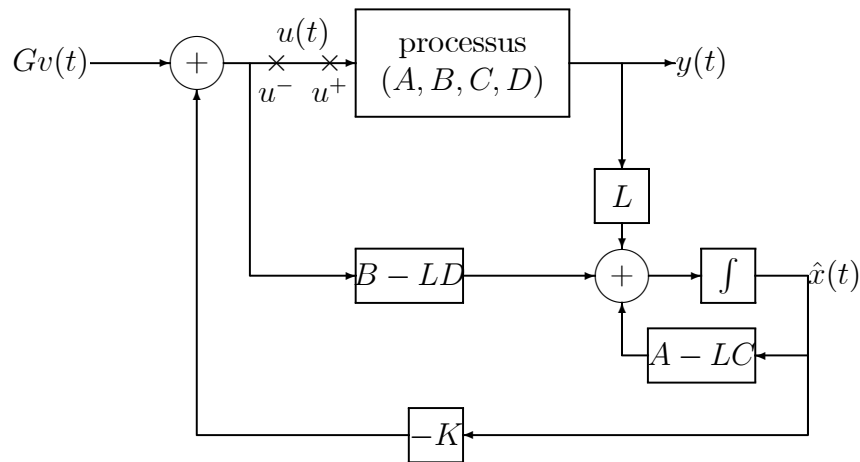 u(t)
processus
Gv(t)
+
(A, B, C, D)
y(t)
u⁻
u⁺
L
B − LD
+
∫
x̂(t)
A − LC
−K